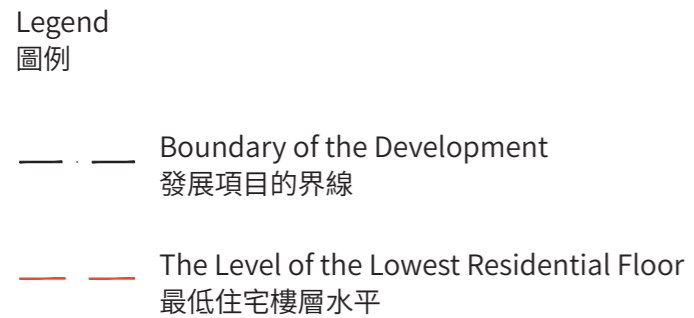 Legend
圖例
Boundary of the Development
發展項目的界線
The Level of the Lowest Residential Floor
最低住宅樓層水平